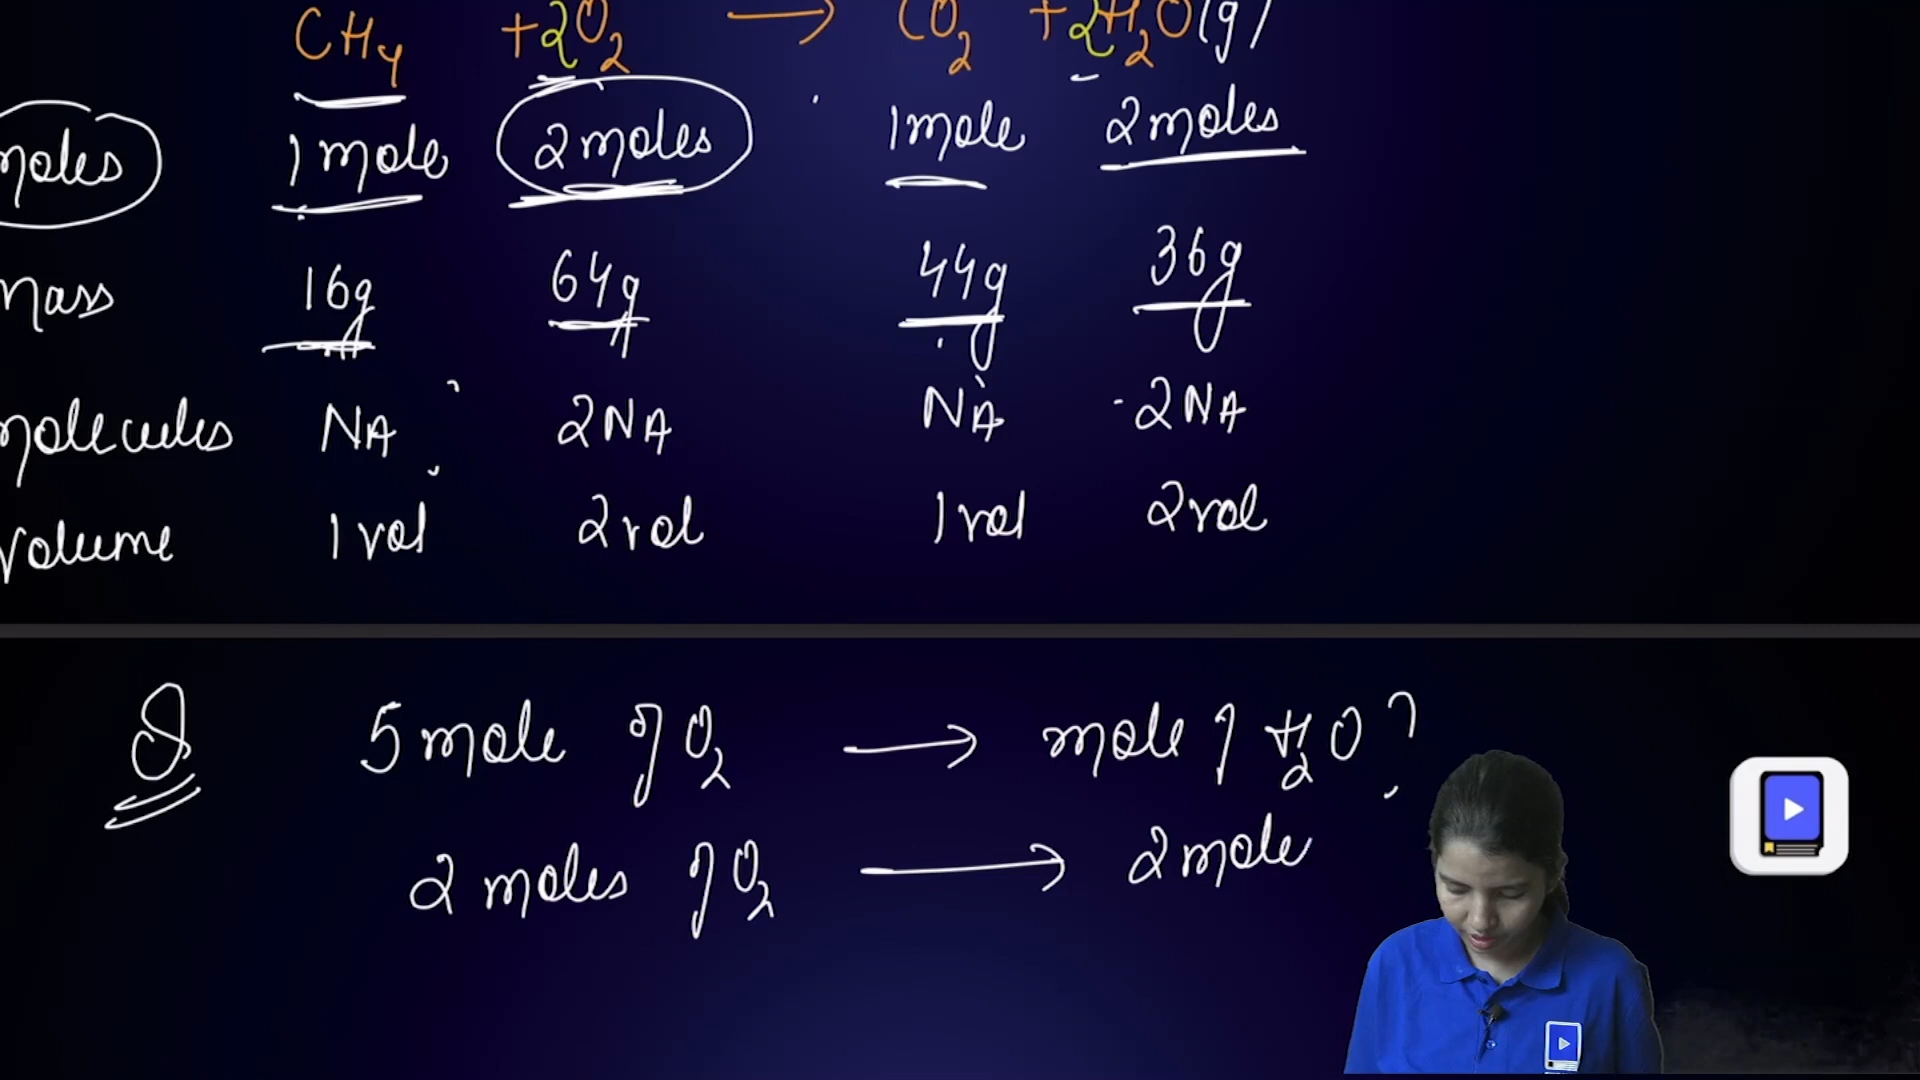 CH4 +2O2 → CO2 +2H2O(g)
moles 1 mole 2 moles 1 mole 2 moles
mass 16g 64g 44g 36g
molecules NA 2NA NA 2NA
volume 1 vol 2 vol 1 vol 2 vol
Q 5 mole of O2 → mole of H2O?
2 moles of O2 → 2 mole